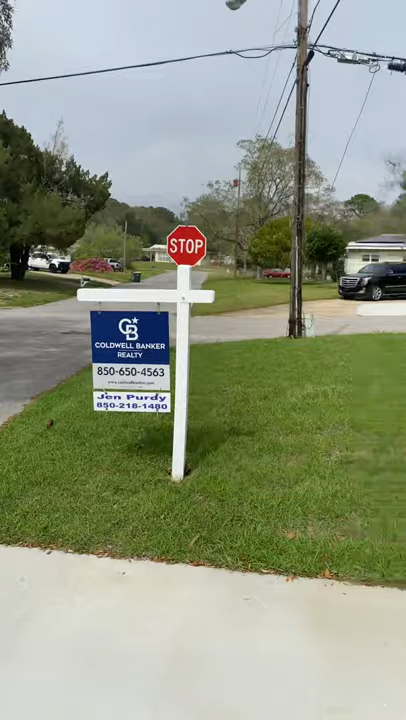 STOP
CB
COLDWELL BANKER
REALTY
850-650-4563
www.coldwellbanker.com
Jen Purdy
850-218-1480